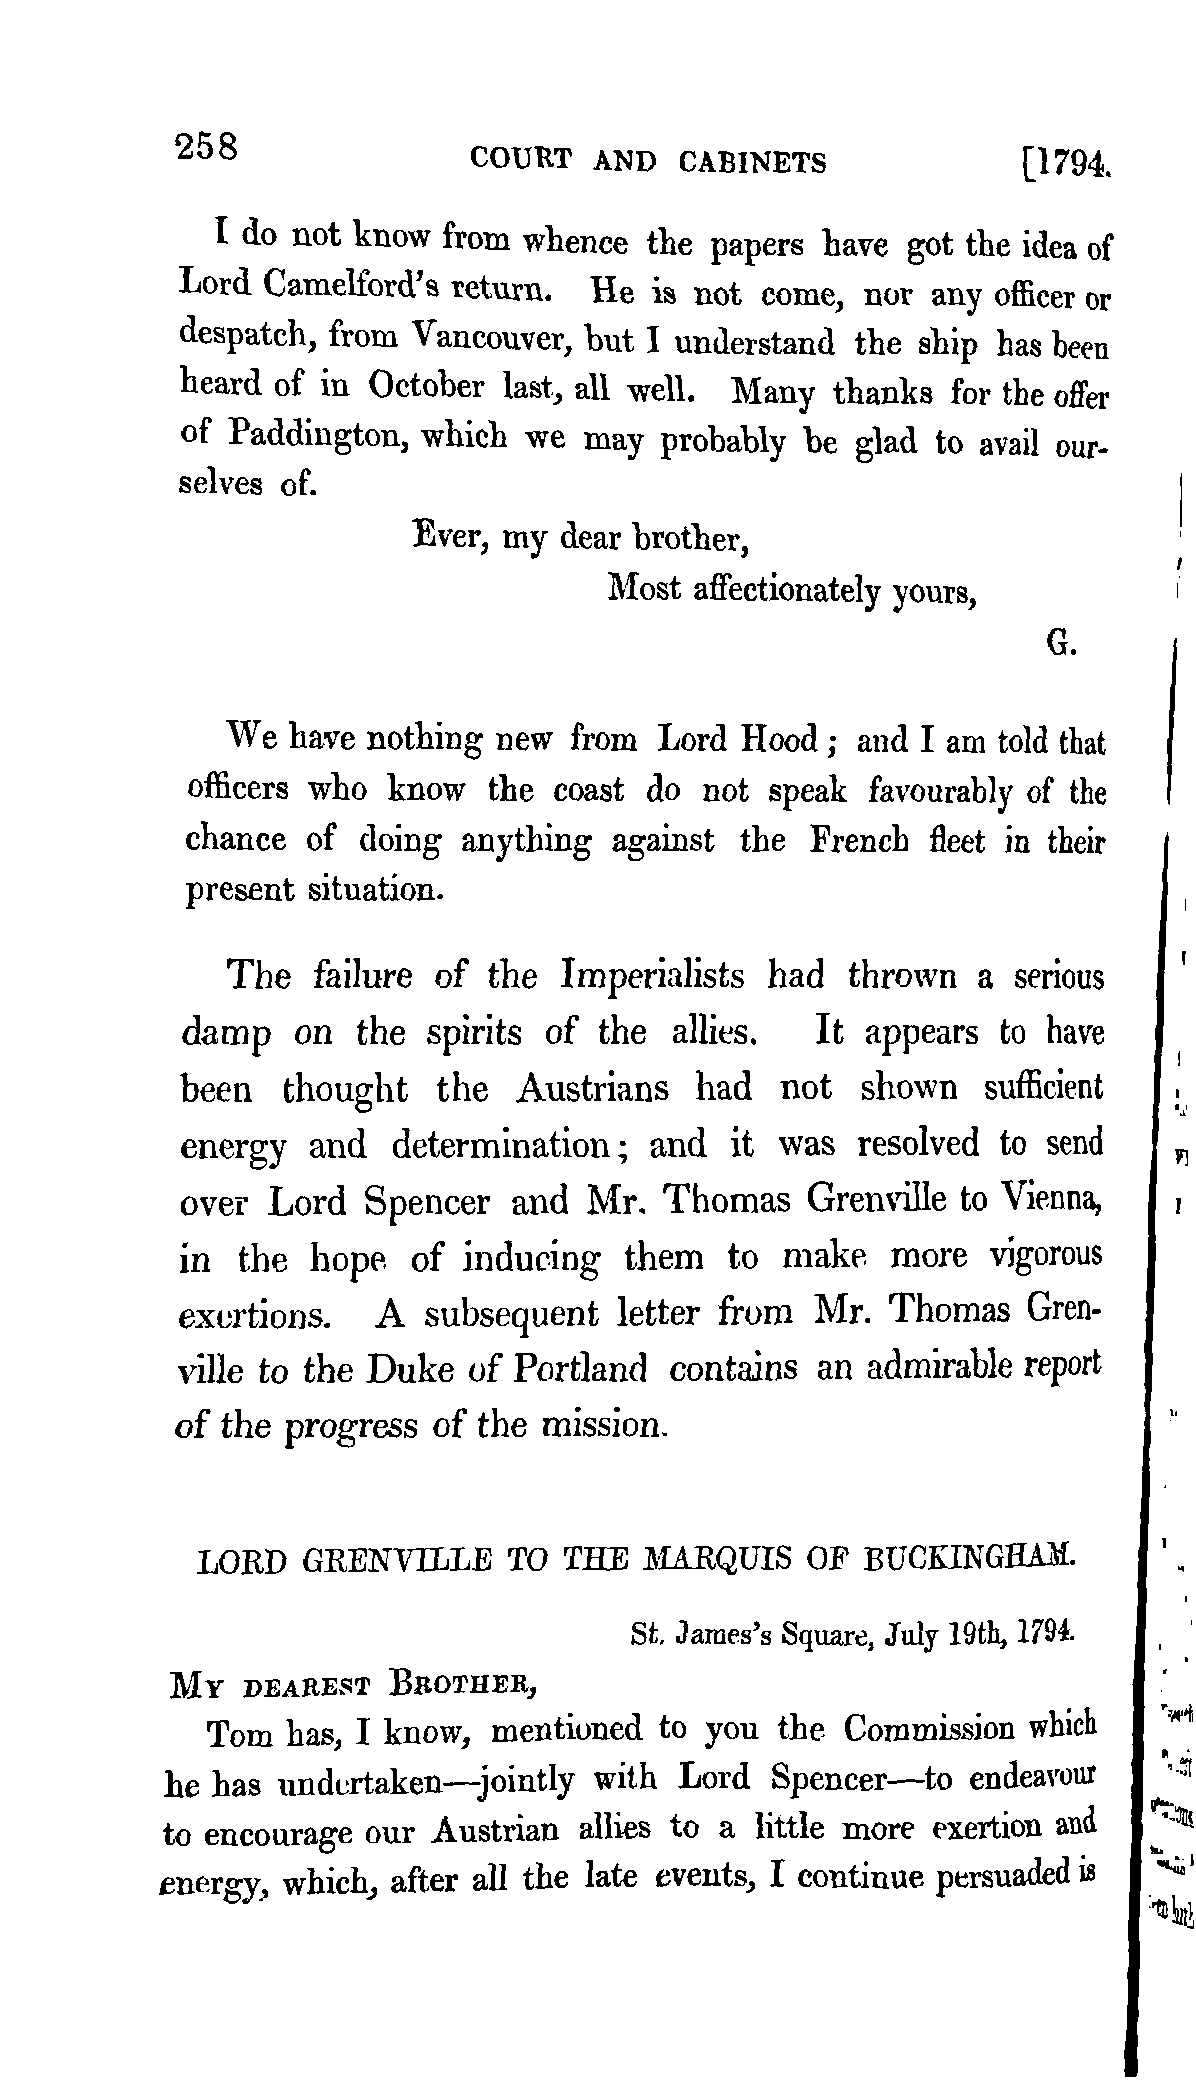 258 COURT AND CABINETS [1794.
I do not know from whence the papers have got the idea of
Lord Camelford's return. He is not come, nor any officer or
despatch, from Vancouver, but I understand the ship has been
heard of in October last, all well. Many thanks for the offer
of Paddington, which we may probably be glad to avail our-
selves of.
Ever, my dear brother,
Most affectionately yours,
G.
We have nothing new from Lord Hood; and I am told that
officers who know the coast do not speak favourably of the
chance of doing anything against the French fleet in their
present situation.
The failure of the Imperialists had thrown a serious
damp on the spirits of the allies. It appears to have
been thought the Austrians had not shown sufficient
energy and determination; and it was resolved to send
over Lord Spencer and Mr. Thomas Grenville to Vienna,
in the hope of inducing them to make more vigorous
exertions. A subsequent letter from Mr. Thomas Gren-
ville to the Duke of Portland contains an admirable report
of the progress of the mission.
LORD GRENVILLE TO THE MARQUIS OF BUCKINGHAM.
St. James's Square, July 19th, 1794.
MY DEAREST BROTHER,
Tom has, I know, mentioned to you the Commission which
he has undertaken—jointly with Lord Spencer—to endeavour
to encourage our Austrian allies to a little more exertion and
energy, which, after all the late events, I continue persuaded is